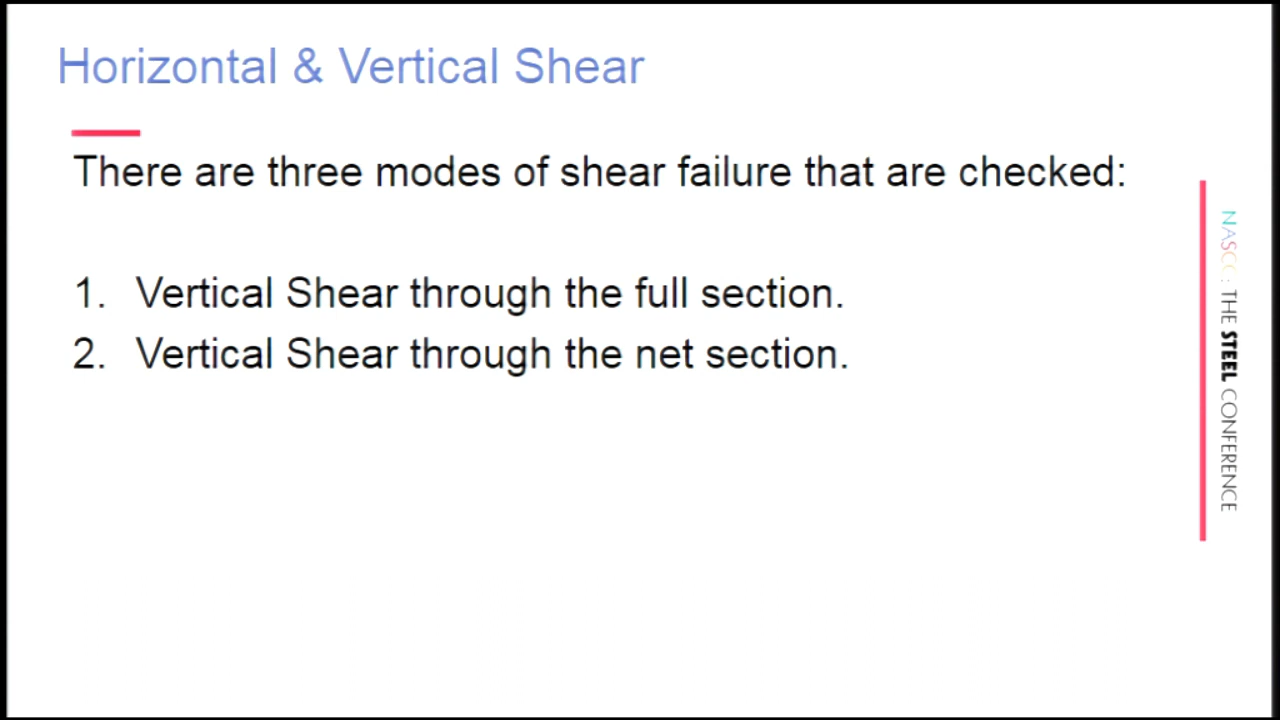 Horizontal & Vertical Shear
There are three modes of shear failure that are checked:
1. Vertical Shear through the full section.
2. Vertical Shear through the net section.
NASCC : THE STEEL CONFERENCE